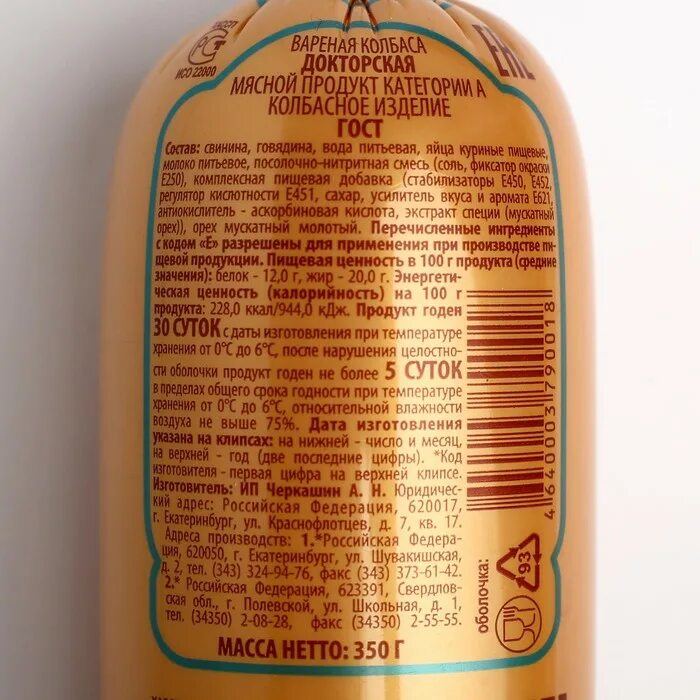 РСТ
ИСО 22000
ЕАС
ВАРЕНАЯ КОЛБАСА
ДОКТОРСКАЯ
МЯСНОЙ ПРОДУКТ КАТЕГОРИИ А
КОЛБАСНОЕ ИЗДЕЛИЕ
ГОСТ
Состав: свинина, говядина, вода питьевая, яйца куриные пищевые,
молоко питьевое, посолочно-нитритная смесь (соль, фиксатор окраски
Е250), комплексная пищевая добавка (стабилизаторы Е450, Е452,
регулятор кислотности Е451, сахар, усилитель вкуса и аромата Е621,
антиокислитель - аскорбиновая кислота, экстракт специи (мускатный
орех)), орех мускатный молотый. Перечисленные ингредиенты
с кодом «Е» разрешены для применения при производстве пи-
щевой продукции. Пищевая ценность в 100 г продукта (средние
значения): белок - 12,0 г, жир - 20,0 г. Энергети-
ческая ценность (калорийность) на 100 г
продукта: 228,0 ккал/944,0 кДж. Продукт годен
30 СУТОК с даты изготовления при температуре
хранения от 0°С до 6°С, после нарушения целостно-
сти оболочки продукт годен не более 5 СУТОК
в пределах общего срока годности при температуре
хранения от 0°С до 6°С, относительной влажности
воздуха не выше 75%. Дата изготовления
указана на клипсах: на нижней - число и месяц,
на верхней - год (две последние цифры). *Код
изготовителя - первая цифра на верхней клипсе.
Изготовитель: ИП Черкашин А. Н. Юридичес-
кий адрес: Российская Федерация, 620017,
г. Екатеринбург, ул. Краснофлотцев, д. 7, кв. 17.
Адреса производств: 1.*Российская Федера-
ция, 620050, г. Екатеринбург, ул. Шувакишская,
д. 2, тел. (343) 324-94-76, факс (343) 373-61-42.
2.* Российская Федерация, 623391, Свердлов-
ская обл., г. Полевской, ул. Школьная, д. 1,
т. (34350) 2-08-28, факс (34350) 2-55-55.
МАССА НЕТТО: 350 Г
4640003790018
оболочка:
93